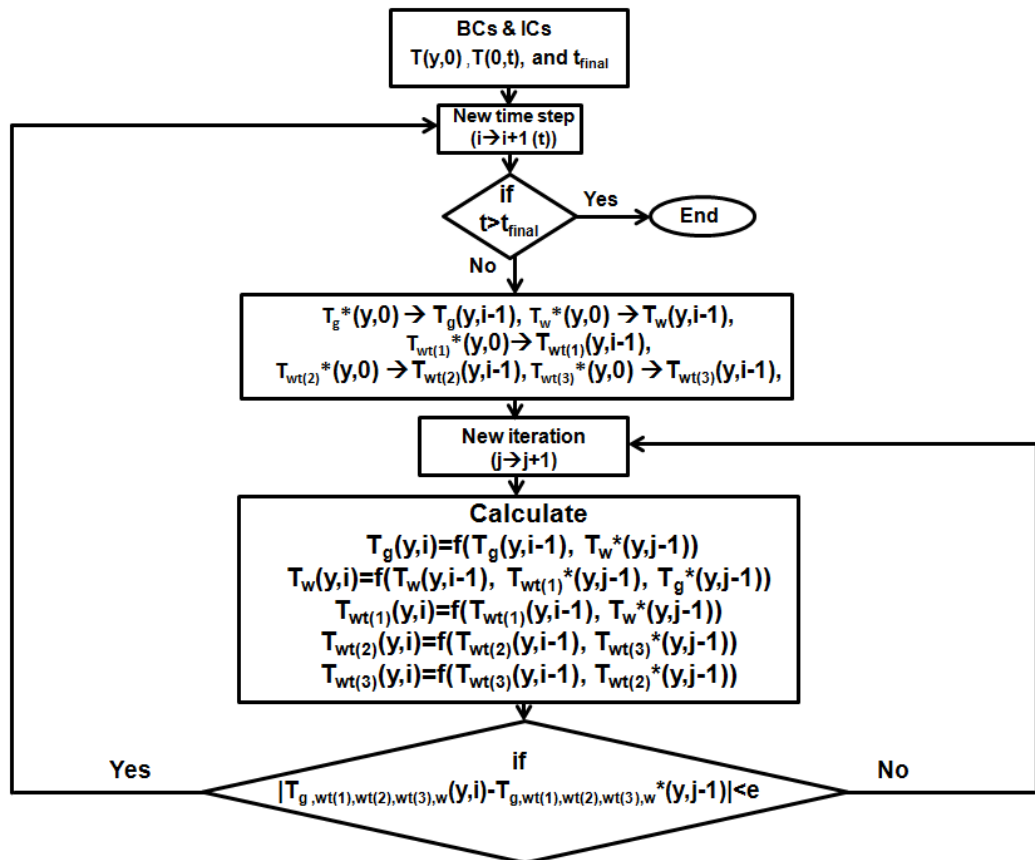 BCs & ICs
T(y,0) ,T(0,t), and t_final
New time step
(i→i+1 (t))
if
t>t_final
Yes
End
No
T_g*(y,0) → T_g(y,i-1), T_w*(y,0) → T_w(y,i-1),
T_wt(1)*(y,0)→T_wt(1)(y,i-1),
T_wt(2)*(y,0) →T_wt(2)(y,i-1), T_wt(3)*(y,0) →T_wt(3)(y,i-1),
New iteration
(j→j+1)
Calculate
T_g(y,i)=f(T_g(y,i-1), T_w*(y,j-1))
T_w(y,i)=f(T_w(y,i-1), T_wt(1)*(y,j-1), T_g*(y,j-1))
T_wt(1)(y,i)=f(T_wt(1)(y,i-1), T_w*(y,j-1))
T_wt(2)(y,i)=f(T_wt(2)(y,i-1), T_wt(3)*(y,j-1))
T_wt(3)(y,i)=f(T_wt(3)(y,i-1), T_wt(2)*(y,j-1))
Yes
if
|T_g ,wt(1),wt(2),wt(3),w(y,i)-T_g,wt(1),wt(2),wt(3),w*(y,j-1)|<e
No